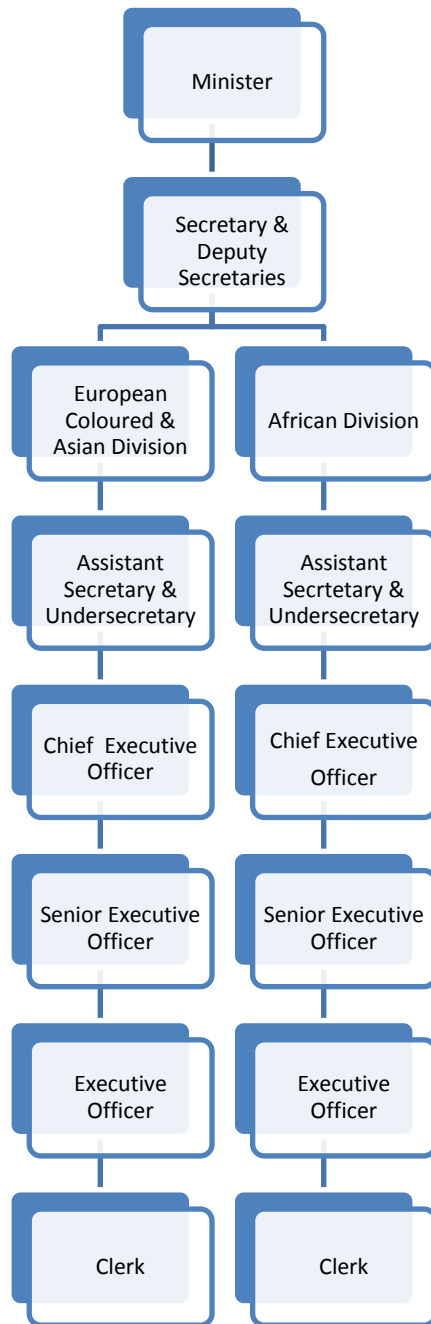 Minister
Secretary &
Deputy
Secretaries
European
Coloured &
Asian Division
African Division
Assistant
Secretary &
Undersecretary
Assistant
Secrtetary &
Undersecretary
Chief Executive
Officer
Chief Executive
Officer
Senior Executive
Officer
Senior Executive
Officer
Executive
Officer
Executive
Officer
Clerk
Clerk